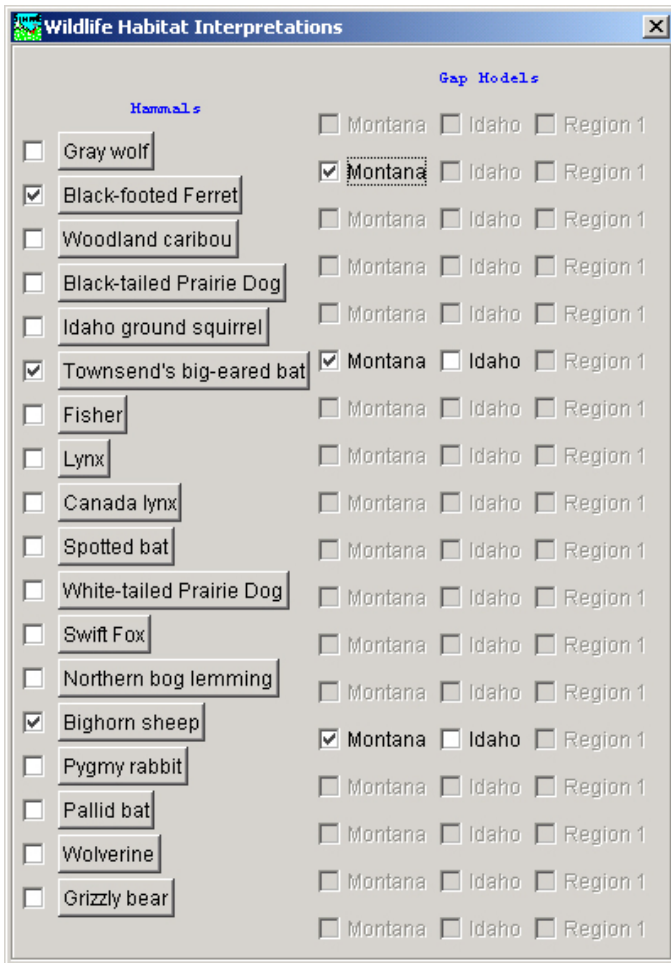 Wildlife Habitat Interpretations
Gap Models
Mammals
Montana Idaho Region 1
Gray wolf
Montana Idaho Region 1
Black-footed Ferret
Montana Idaho Region 1
Woodland caribou
Montana Idaho Region 1
Black-tailed Prairie Dog
Montana Idaho Region 1
Idaho ground squirrel
Montana Idaho Region 1
Townsend's big-eared bat
Montana Idaho Region 1
Fisher
Montana Idaho Region 1
Lynx
Montana Idaho Region 1
Canada lynx
Montana Idaho Region 1
Spotted bat
Montana Idaho Region 1
White-tailed Prairie Dog
Montana Idaho Region 1
Swift Fox
Montana Idaho Region 1
Northern bog lemming
Montana Idaho Region 1
Bighorn sheep
Montana Idaho Region 1
Pygmy rabbit
Montana Idaho Region 1
Pallid bat
Montana Idaho Region 1
Wolverine
Montana Idaho Region 1
Grizzly bear
Montana Idaho Region 1